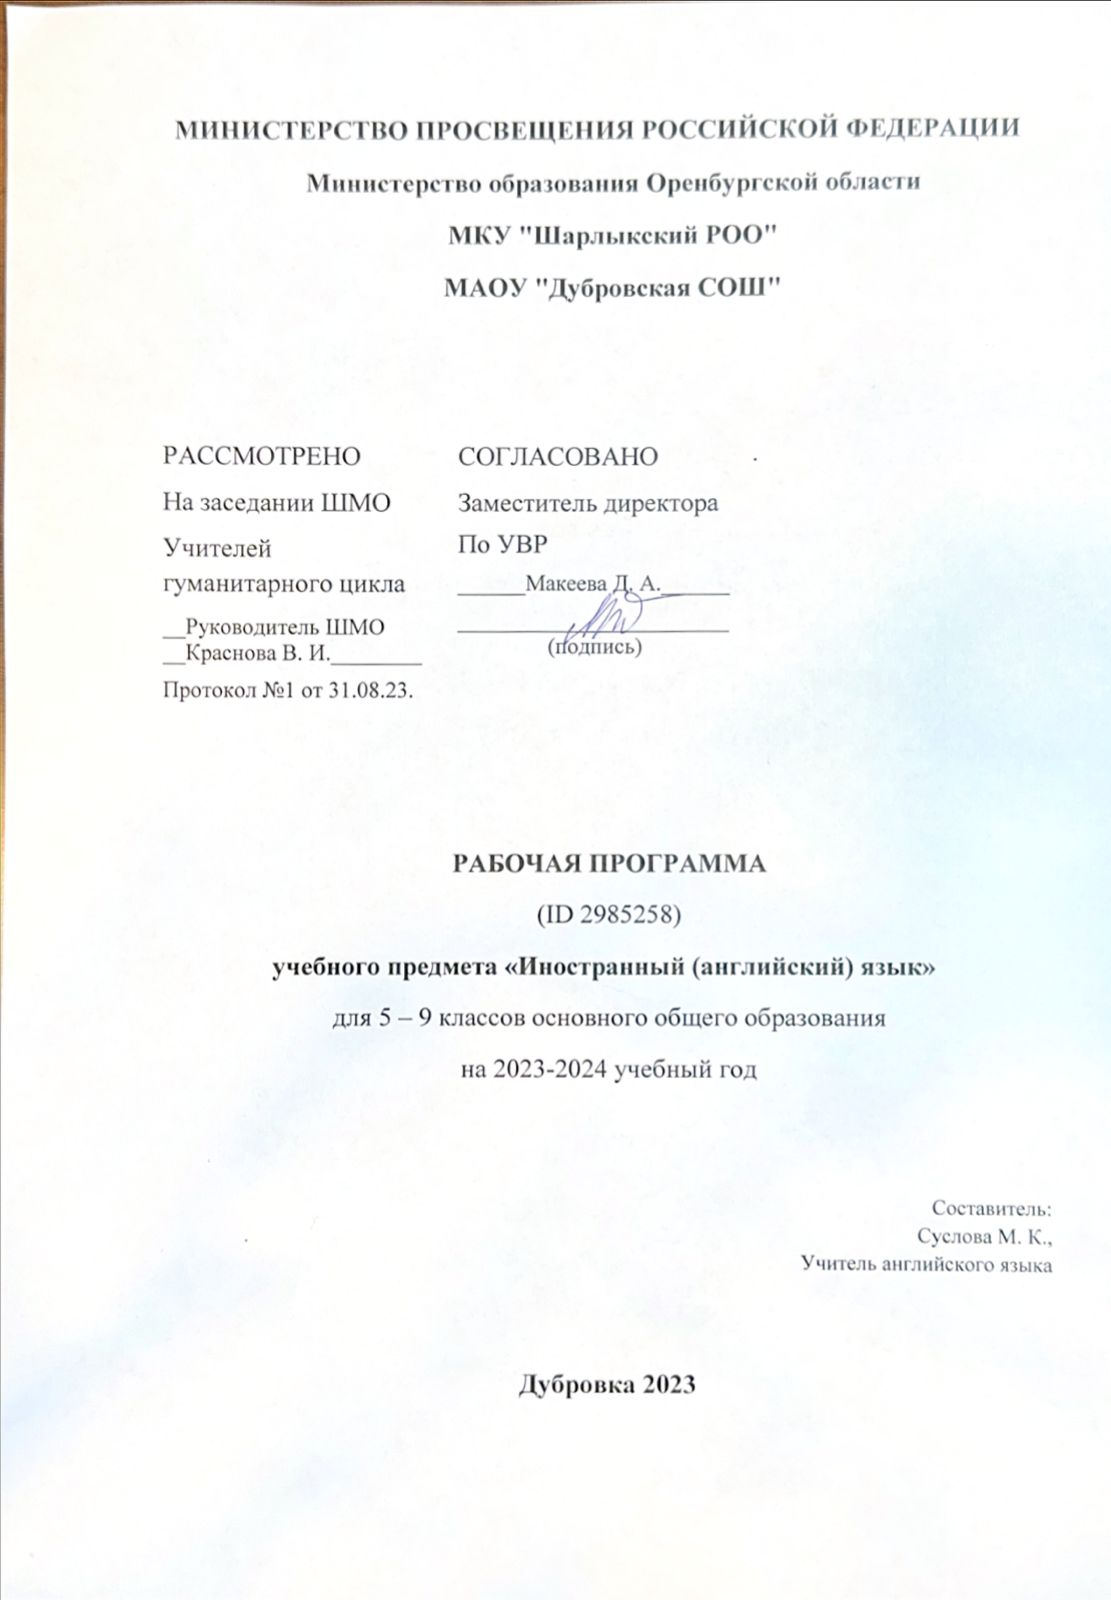 МИНИСТЕРСТВО ПРОСВЕЩЕНИЯ РОССИЙСКОЙ ФЕДЕРАЦИИ
Министерство образования Оренбургской области
МКУ "Шарлыкский РОО"
МАОУ "Дубровская СОШ"
РАССМОТРЕНО
На заседании ШМО
Учителей
гуманитарного цикла
__Руководитель ШМО
__Краснова В. И.________
Протокол №1 от 31.08.23.
СОГЛАСОВАНО
Заместитель директора
По УВР
______Макеева Д. А.______
(подпись)
РАБОЧАЯ ПРОГРАММА
(ID 2985258)
учебного предмета «Иностранный (английский) язык»
для 5 – 9 классов основного общего образования
на 2023-2024 учебный год
Составитель:
Суслова М. К.,
Учитель английского языка
Дубровка 2023